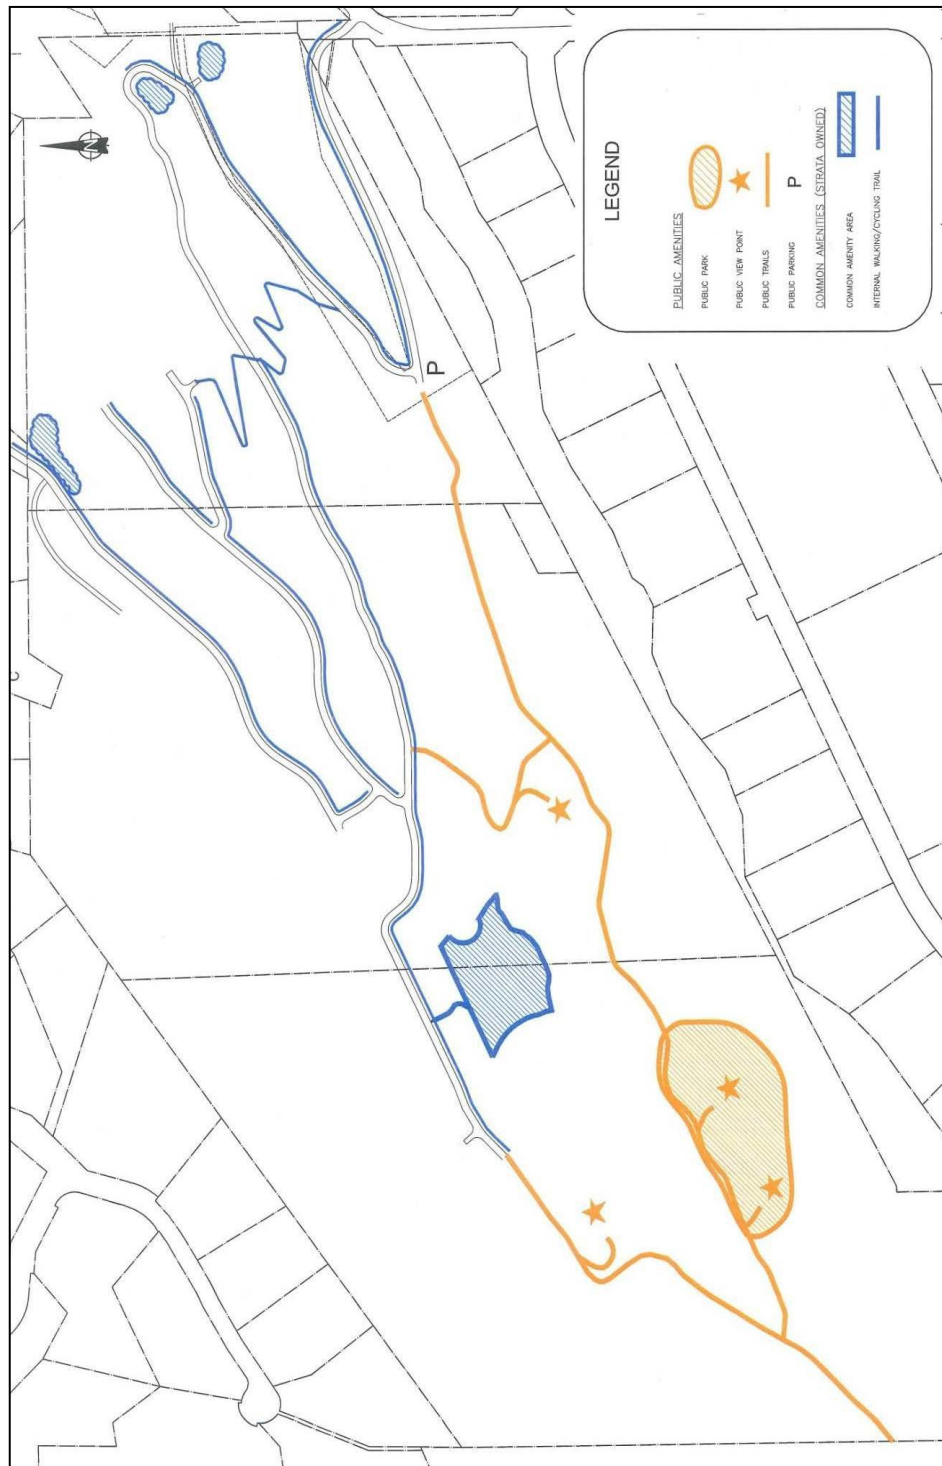 N
P
C
LEGEND
PUBLIC AMENITIES
PUBLIC PARK
PUBLIC VIEW POINT
PUBLIC TRAILS
PUBLIC PARKING
P
COMMON AMENITIES (STRATA OWNED)
COMMON AMENITY AREA
INTERNAL WALKING/CYCLING TRAIL